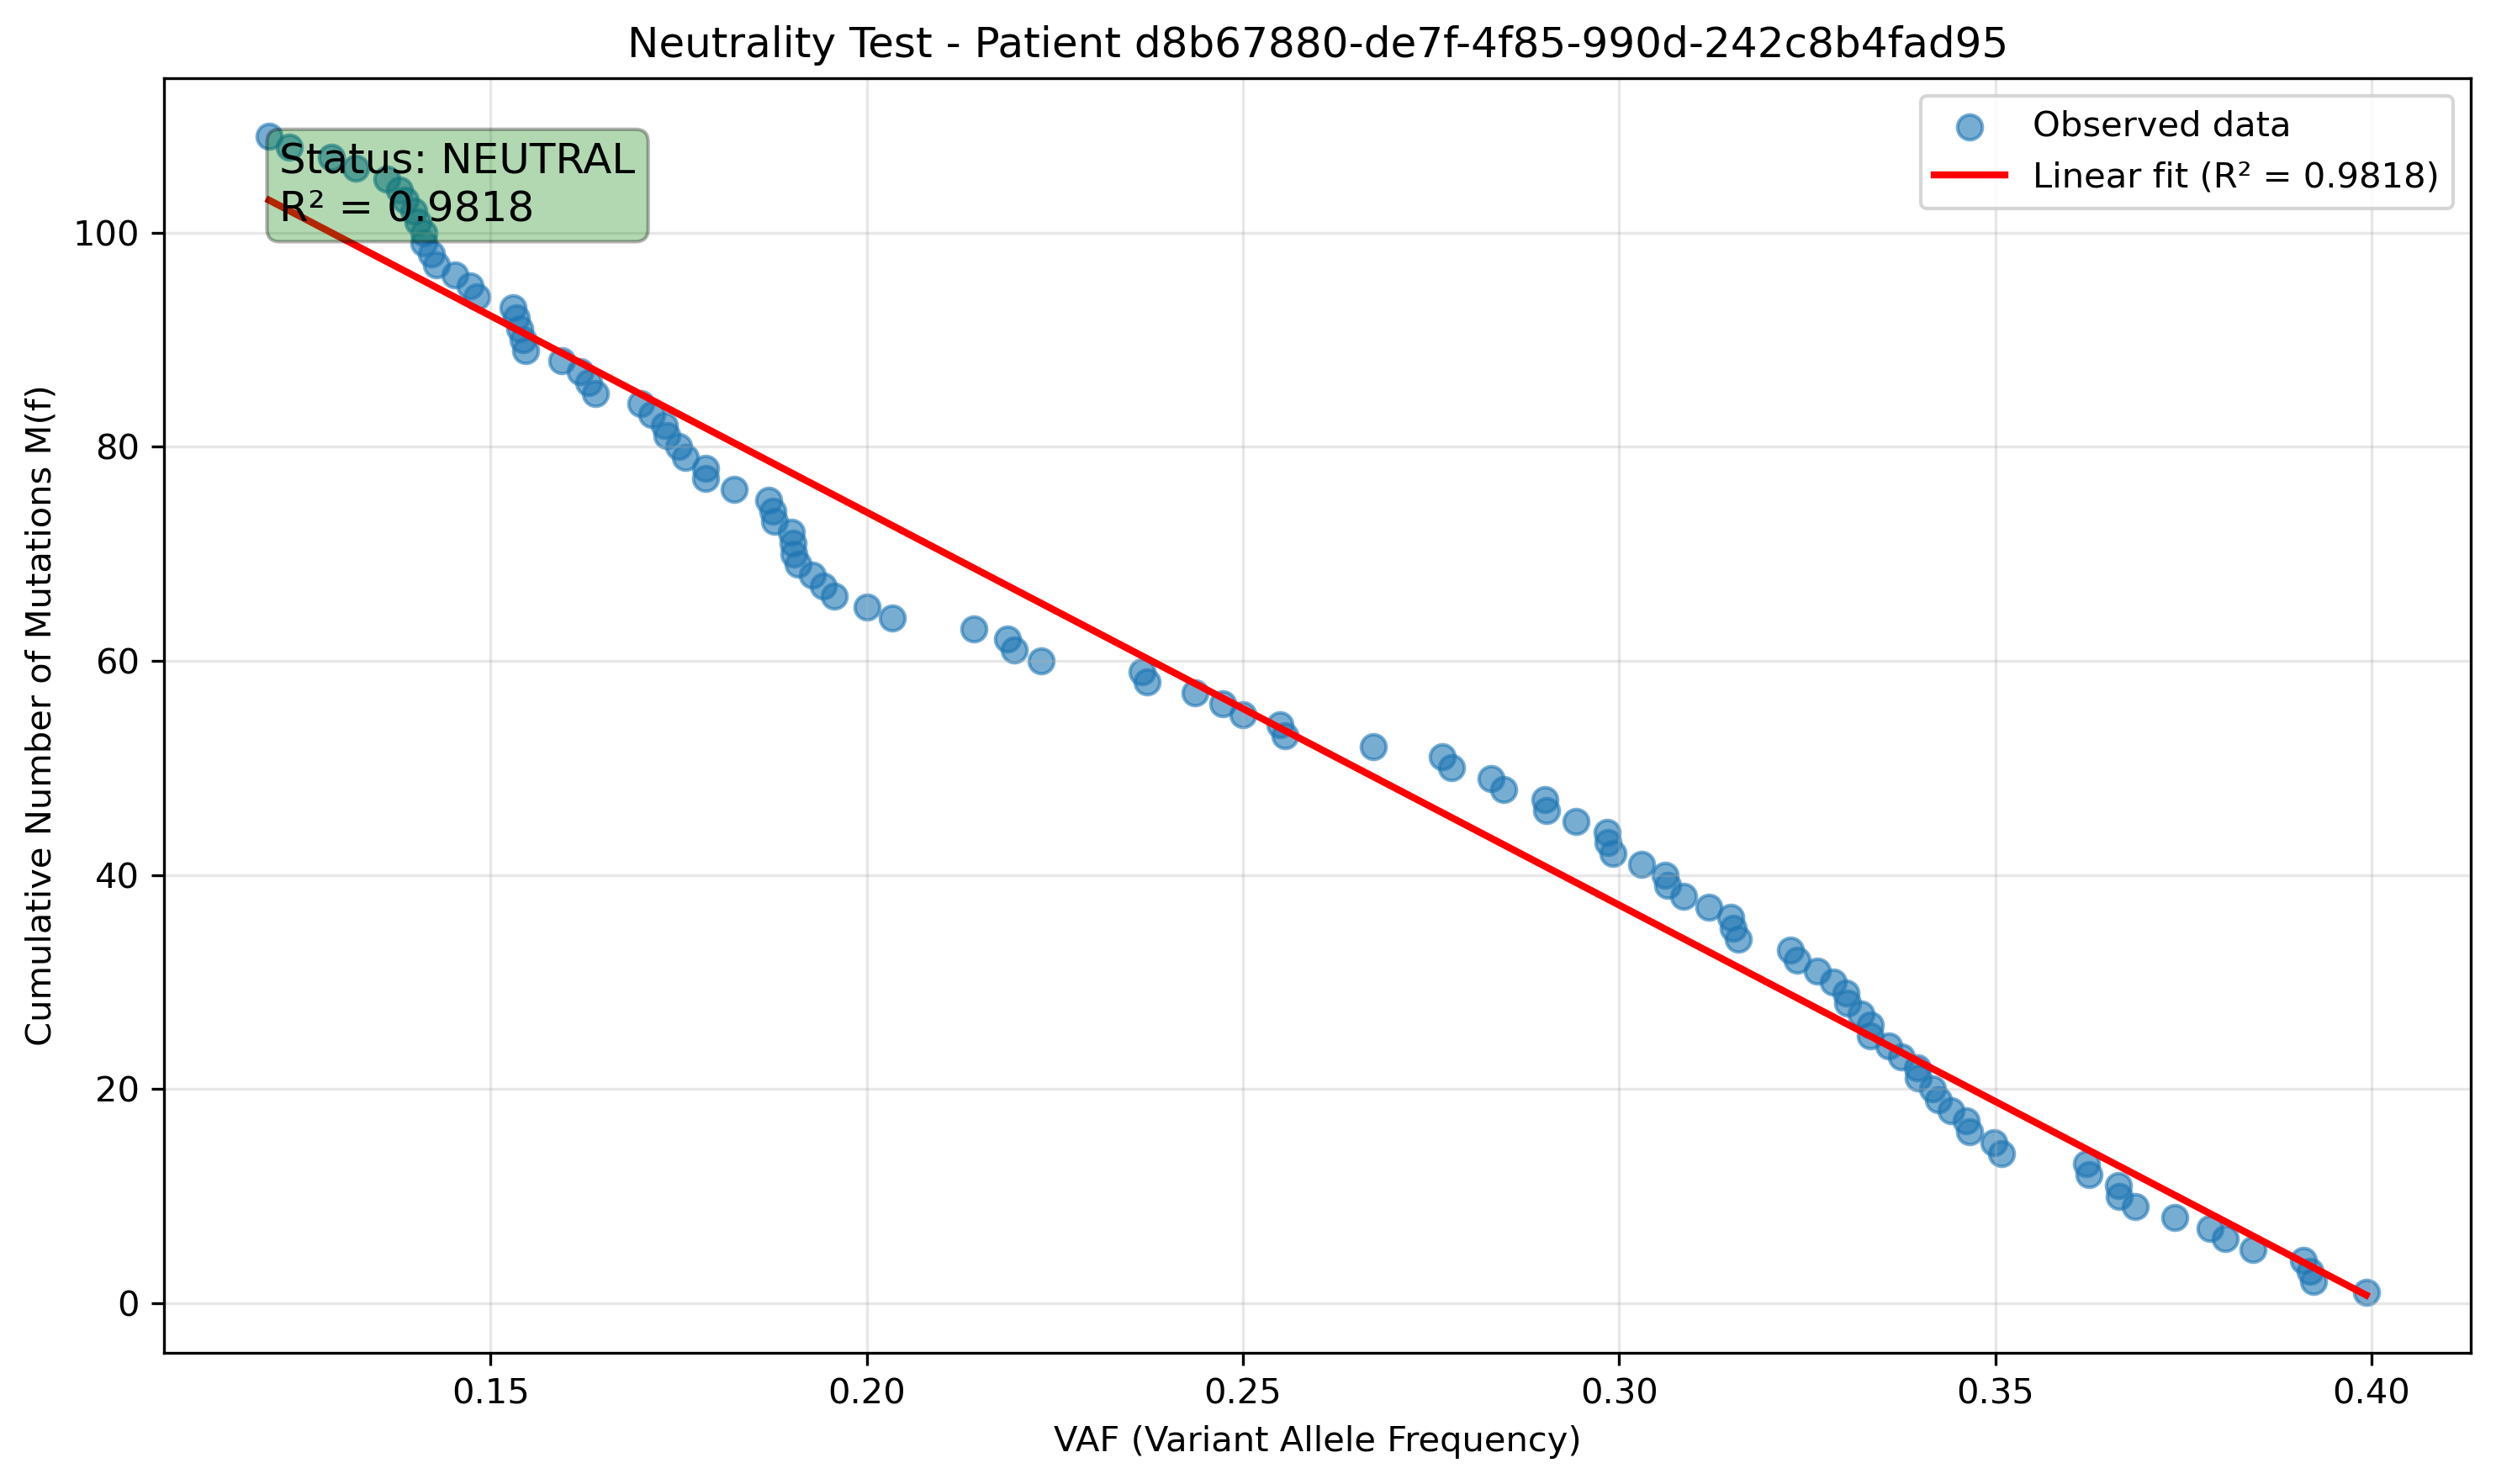 Neutrality Test - Patient d8b67880-de7f-4f85-990d-242c8b4fad95
Observed data
Linear fit (R² = 0.9818)
Status: NEUTRAL
R² = 0.9818
Cumulative Number of Mutations M(f)
100
80
60
40
20
0
0.15
0.20
0.25
0.30
0.35
0.40
VAF (Variant Allele Frequency)